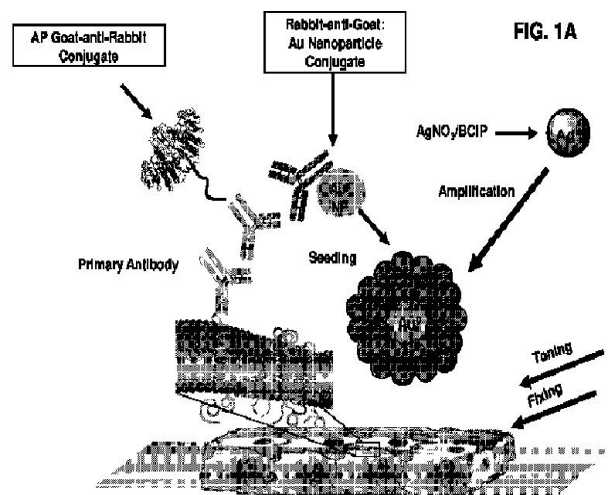 FIG. 1A
AP Goat-anti-Rabbit
Conjugate
Rabbit-anti-Goat:
Au Nanoparticle
Conjugate
AgNO3/BCIP
Ag
Amplification
NP
Primary Antibody
Seeding
Toning
Fixing